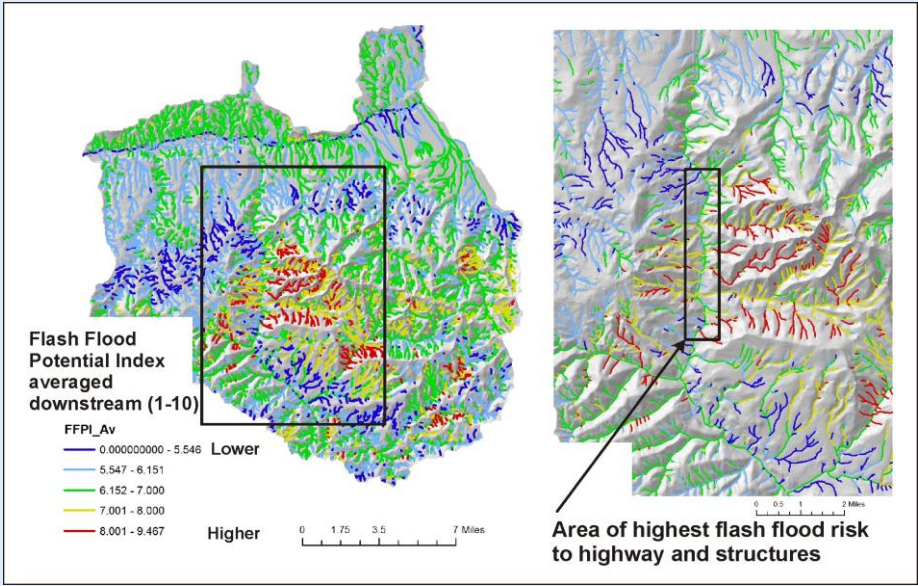 Flash Flood
Potential Index
averaged
downstream (1-10)
FFPI_Av
0.000000000 - 5.546 Lower
5.547 - 6.151
6.152 - 7.000
7.001 - 8.000
8.001 - 9.467
Higher
0 1.75 3.5 7 Miles
0 0.5 1 2 Miles
Area of highest flash flood risk
to highway and structures